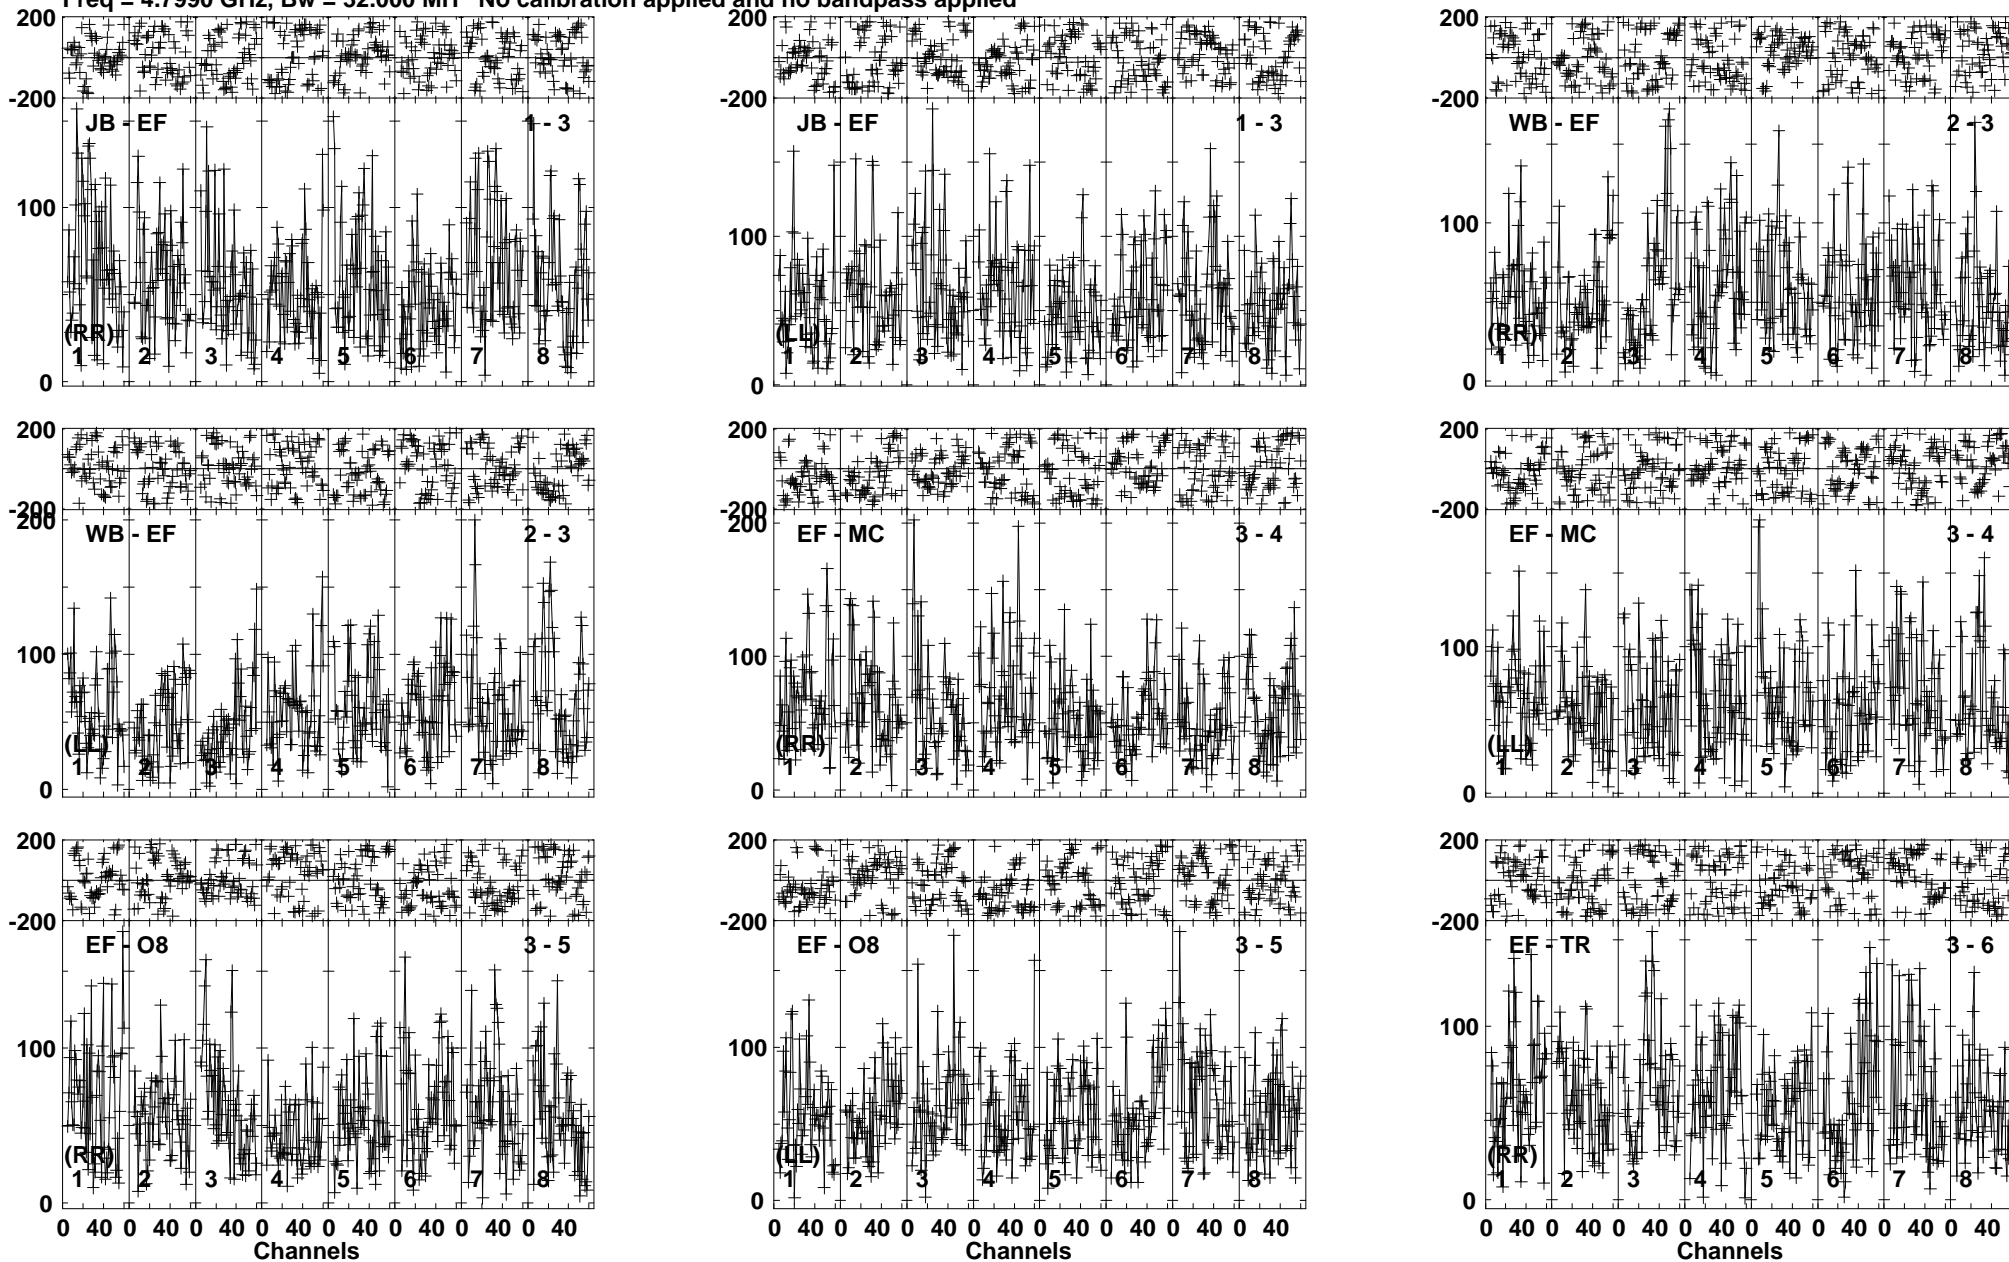 Freq = 4.7990 GHz, Bw = 32.000 MH No calibration applied and no bandpass applied
200 200 200
-200 -200 -200
JB - EF 1 - 3 JB - EF 1 - 3 WB - EF 2 - 3
100 100 100
(RR) (LL) (RR)
1 2 3 4 5 6 7 8 1 2 3 4 5 6 7 8 1 2 3 4 5 6 7 8
0 0 0
200 200 200
-200 -200 -200
200 200
WB - EF 2 - 3 EF - MC 3 - 4 EF - MC 3 - 4
100 100 100
(LL) (RR) (LL)
1 2 3 4 5 6 7 8 1 2 3 4 5 6 7 8 1 2 3 4 5 6 7 8
0 0 0
200 200 200
-200 -200 -200
EF - O8 3 - 5 EF - O8 3 - 5 EF - TR 3 - 6
100 100 100
(RR) (LL) (RR)
1 2 3 4 5 6 7 8 1 2 3 4 5 6 7 8 1 2 3 4 5 6 7 8
0 0 0
0 40 0 40 0 40 0 40 0 40 0 40 0 40 0 40 0 40 0 40 0 40 0 40 0 40 0 40 0 40 0 40 0 40 0 40 0 40 0 40 0 40 0 40 0 40 0 40
Channels Channels Channels